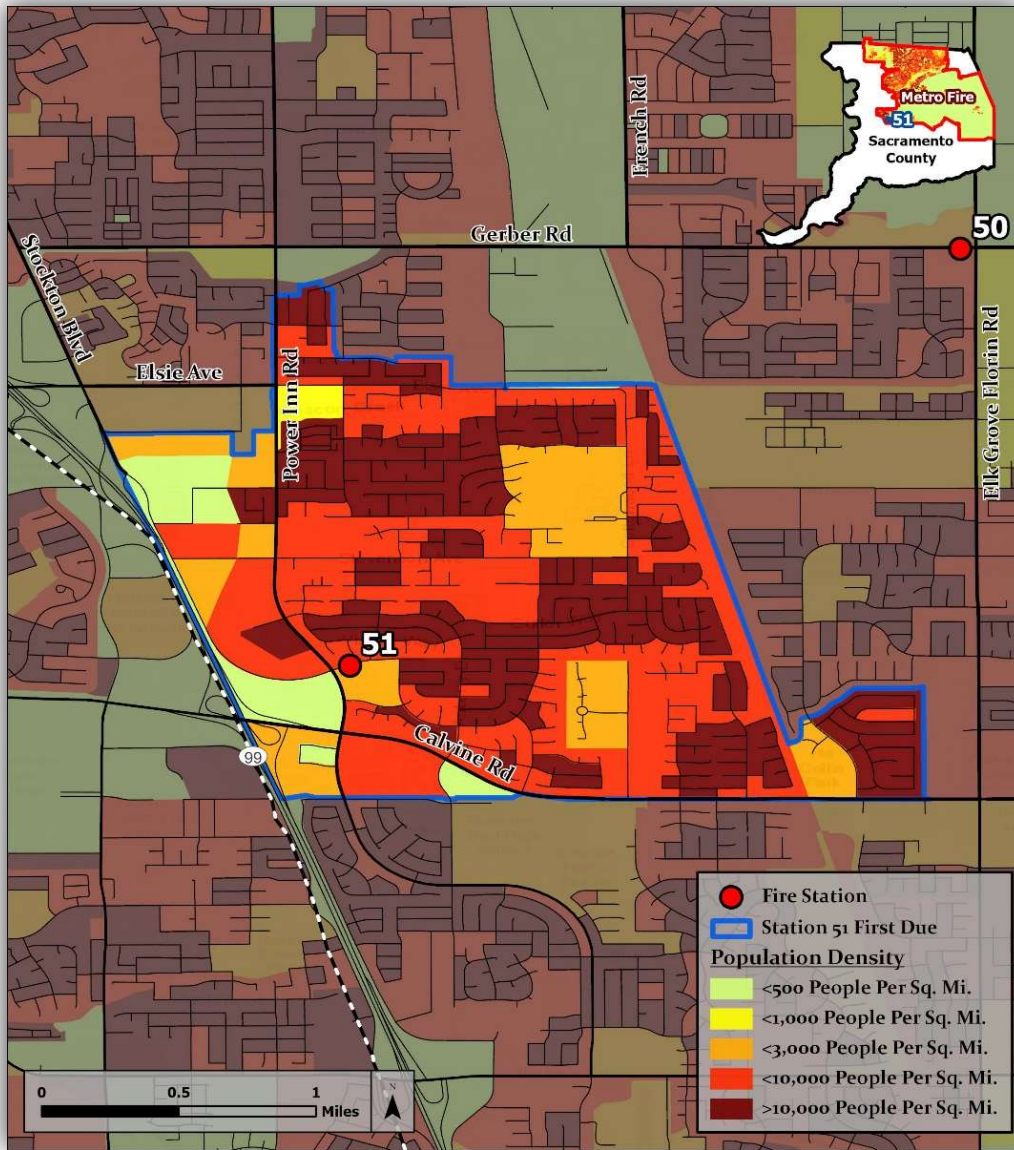 French Rd
Metro Fire
51
Sacramento
County
50
Gerber Rd
Stockton Blvd
Elsie Ave
Power Inn Rd
Elk Grove Florin Rd
51
Calvine Rd
99
Fire Station
Station 51 First Due
Population Density
<500 People Per Sq. Mi.
<1,000 People Per Sq. Mi.
<3,000 People Per Sq. Mi.
<10,000 People Per Sq. Mi.
>10,000 People Per Sq. Mi.
0 0.5 1
Miles
N